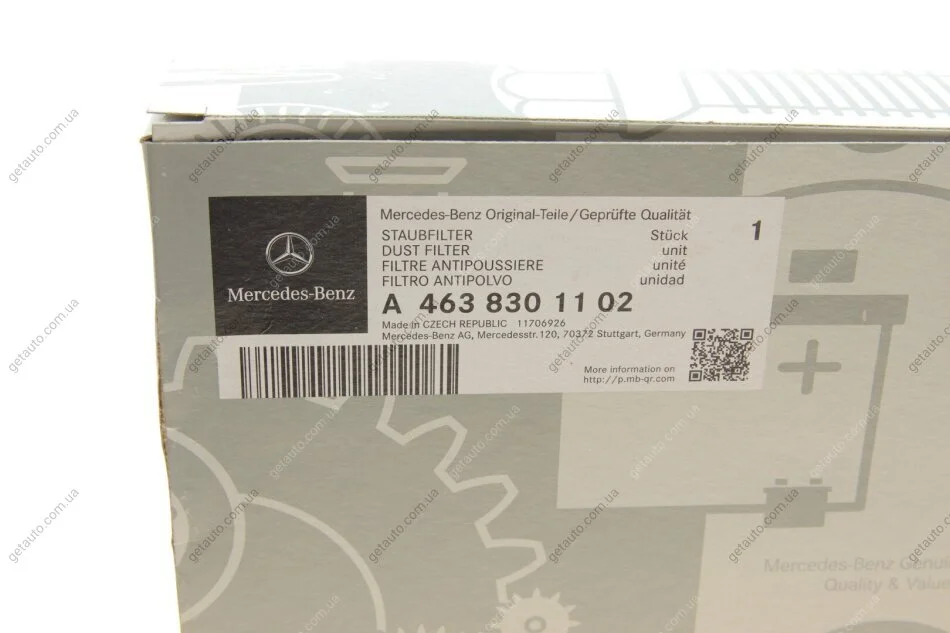 Mercedes-Benz Original-Teile/Geprüfte Qualität
STAUBFILTER Stück 1
DUST FILTER unit
FILTRE ANTIPOUSSIERE unité
FILTRO ANTIPOLVO unidad
Mercedes-Benz
A 463 830 11 02
Made in CZECH REPUBLIC 11706926
Mercedes-Benz AG, Mercedesstr.120, 70372 Stuttgart, Germany
More information on
http://p.mb-qr.com
Mercedes-Benz Genui
Quality & Value
getauto.com.ua